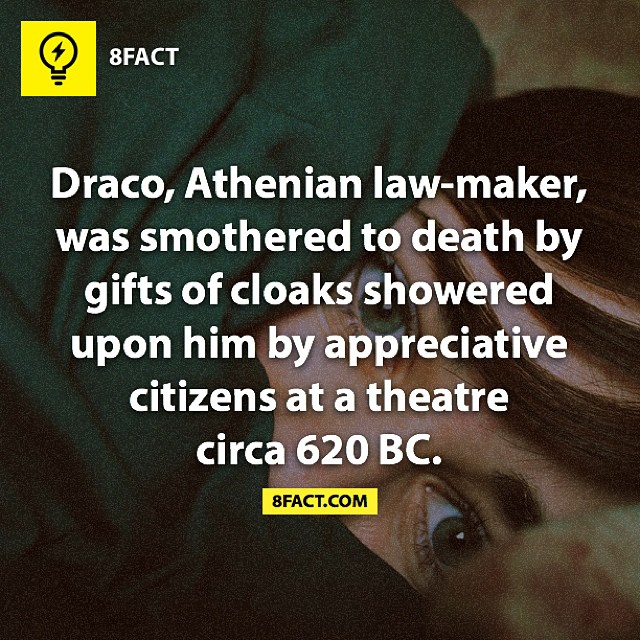 8FACT
Draco, Athenian law-maker,
was smothered to death by
gifts of cloaks showered
upon him by appreciative
citizens at a theatre
circa 620 BC.
8FACT.COM